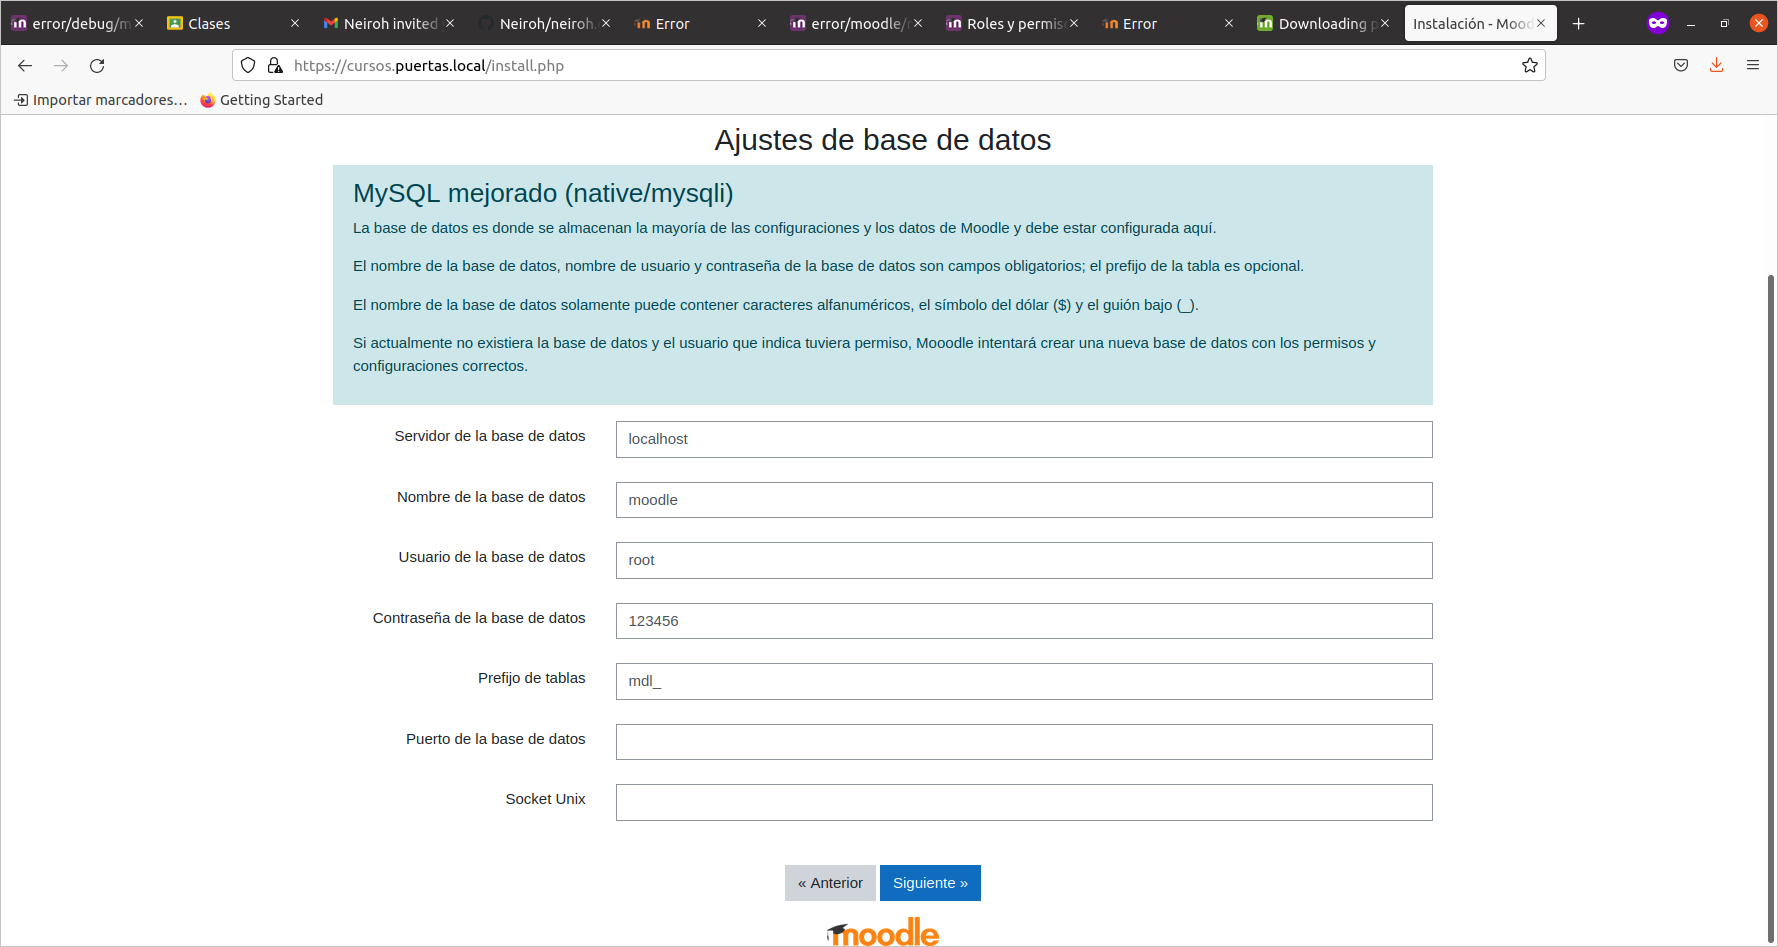 error/debug/m
Clases
Neiroh invited
Neiroh/neiroh.
Error
error/moodle/
Roles y permis
Error
Downloading p
Instalación - Mood
https://cursos.puertas.local/install.php
Importar marcadores...
Getting Started
Ajustes de base de datos
MySQL mejorado (native/mysqli)
La base de datos es donde se almacenan la mayoría de las configuraciones y los datos de Moodle y debe estar configurada aquí.
El nombre de la base de datos, nombre de usuario y contraseña de la base de datos son campos obligatorios; el prefijo de la tabla es opcional.
El nombre de la base de datos solamente puede contener caracteres alfanuméricos, el símbolo del dólar ($) y el guión bajo (_).
Si actualmente no existiera la base de datos y el usuario que indica tuviera permiso, Mooodle intentará crear una nueva base de datos con los permisos y
configuraciones correctos.
Servidor de la base de datos localhost
Nombre de la base de datos moodle
Usuario de la base de datos root
Contraseña de la base de datos 123456
Prefijo de tablas mdl_
Puerto de la base de datos
Socket Unix
« Anterior Siguiente »
moodle